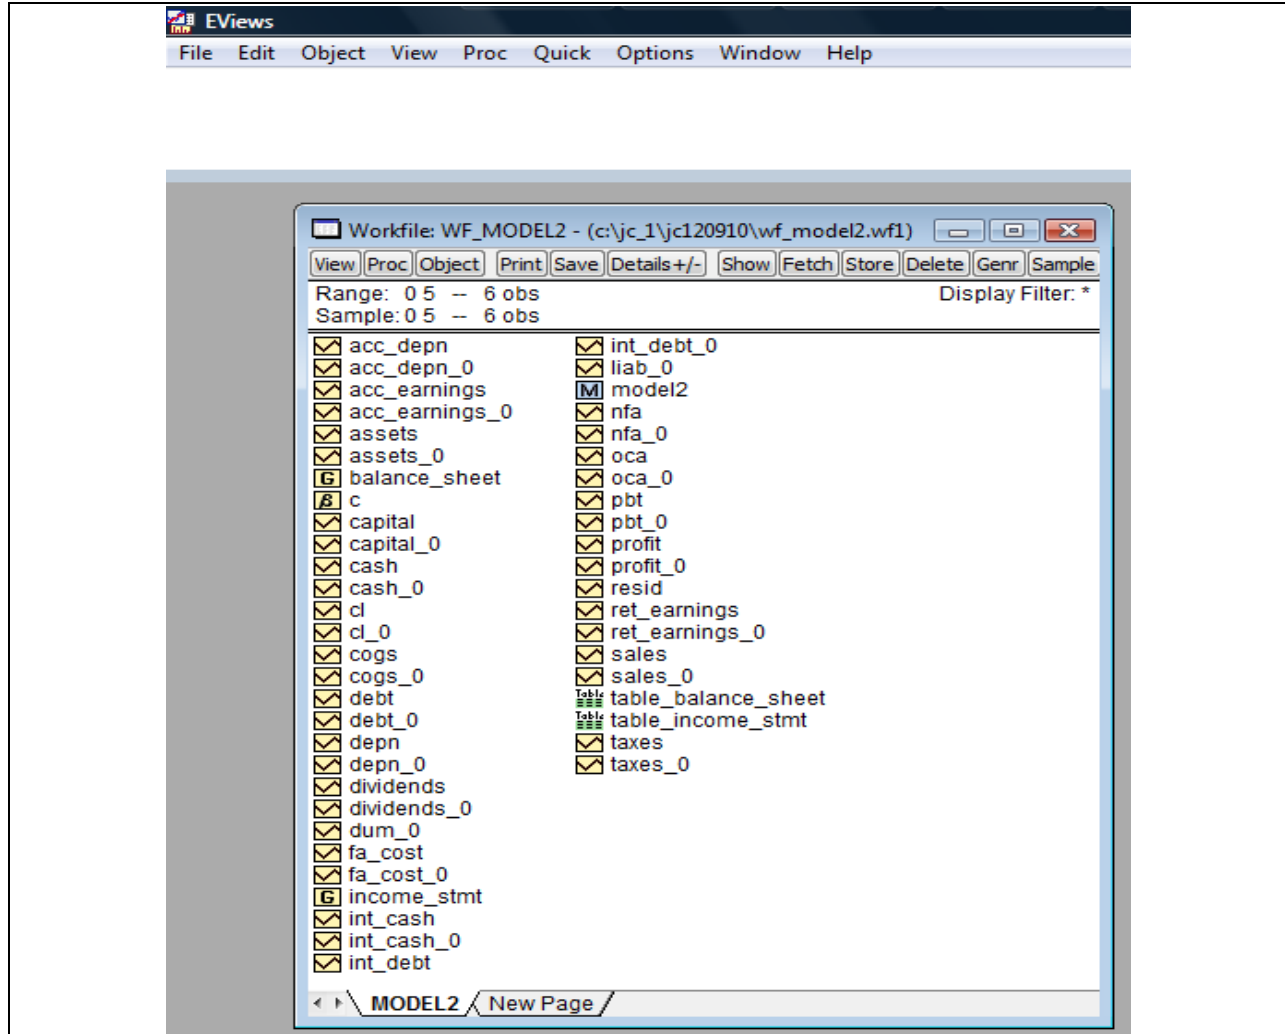 EViews
File Edit Object View Proc Quick Options Window Help
Workfile: WF_MODEL2 - (c:\jc_1\jc120910\wf_model2.wf1)
View Proc Object Print Save Details+/- Show Fetch Store Delete Genr Sample
Range: 0 5 -- 6 obs Display Filter: *
Sample: 0 5 -- 6 obs
acc_depn
acc_depn_0
acc_earnings
acc_earnings_0
assets
assets_0
G balance_sheet
β c
capital
capital_0
cash
cash_0
cl
cl_0
cogs
cogs_0
debt
debt_0
depn
depn_0
dividends
dividends_0
dum_0
fa_cost
fa_cost_0
G income_stmt
int_cash
int_cash_0
int_debt
int_debt_0
liab_0
M model2
nfa
nfa_0
oca
oca_0
pbt
pbt_0
profit
profit_0
resid
ret_earnings
ret_earnings_0
sales
sales_0
Table table_balance_sheet
Table table_income_stmt
taxes
taxes_0
MODEL2 New Page